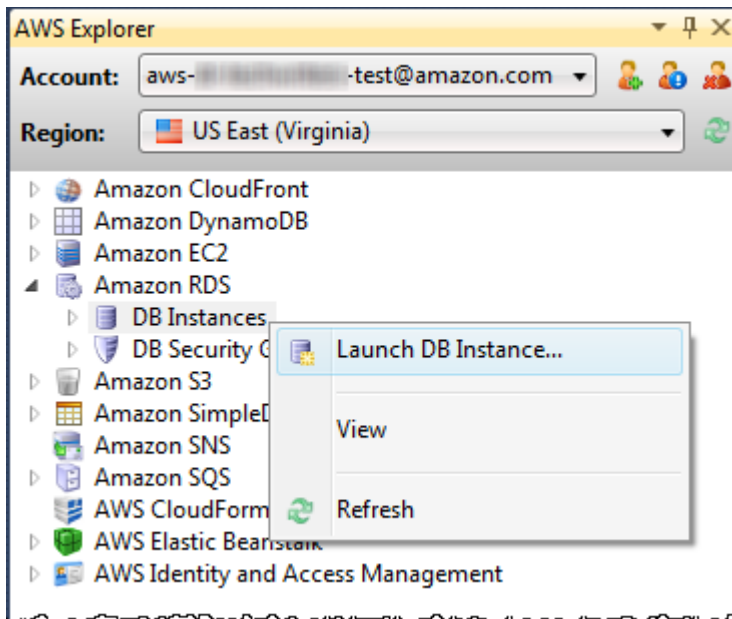 AWS Explorer
Account: aws- -test@amazon.com
Region: US East (Virginia)
Amazon CloudFront
Amazon DynamoDB
Amazon EC2
Amazon RDS
DB Instances
DB Security
Launch DB Instance...
Amazon S3
Amazon
View
Amazon SNS
Amazon SQS
AWS
Refresh
AWS Elastic Beanstalk
AWS Identity and Access Management